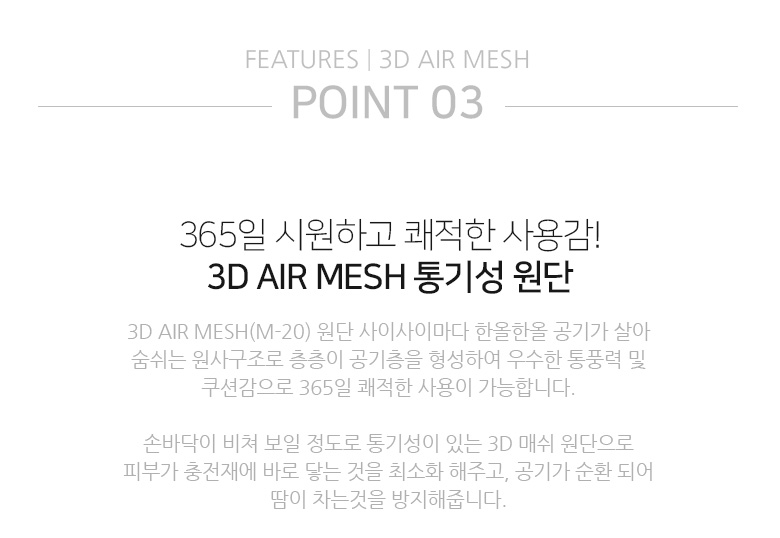 FEATURES | 3D AIR MESH
POINT 03
365일 시원하고 쾌적한 사용감!
3D AIR MESH 통기성 원단
3D AIR MESH(M-20) 원단 사이사이마다 한올한올 공기가 살아
숨쉬는 원사구조로 층층이 공기층을 형성하여 우수한 통풍력 및
쿠션감으로 365일 쾌적한 사용이 가능합니다.
손바닥이 비쳐 보일 정도로 통기성이 있는 3D 매쉬 원단으로
피부가 충전재에 바로 닿는 것을 최소화 해주고, 공기가 순환 되어
땀이 차는것을 방지해줍니다.